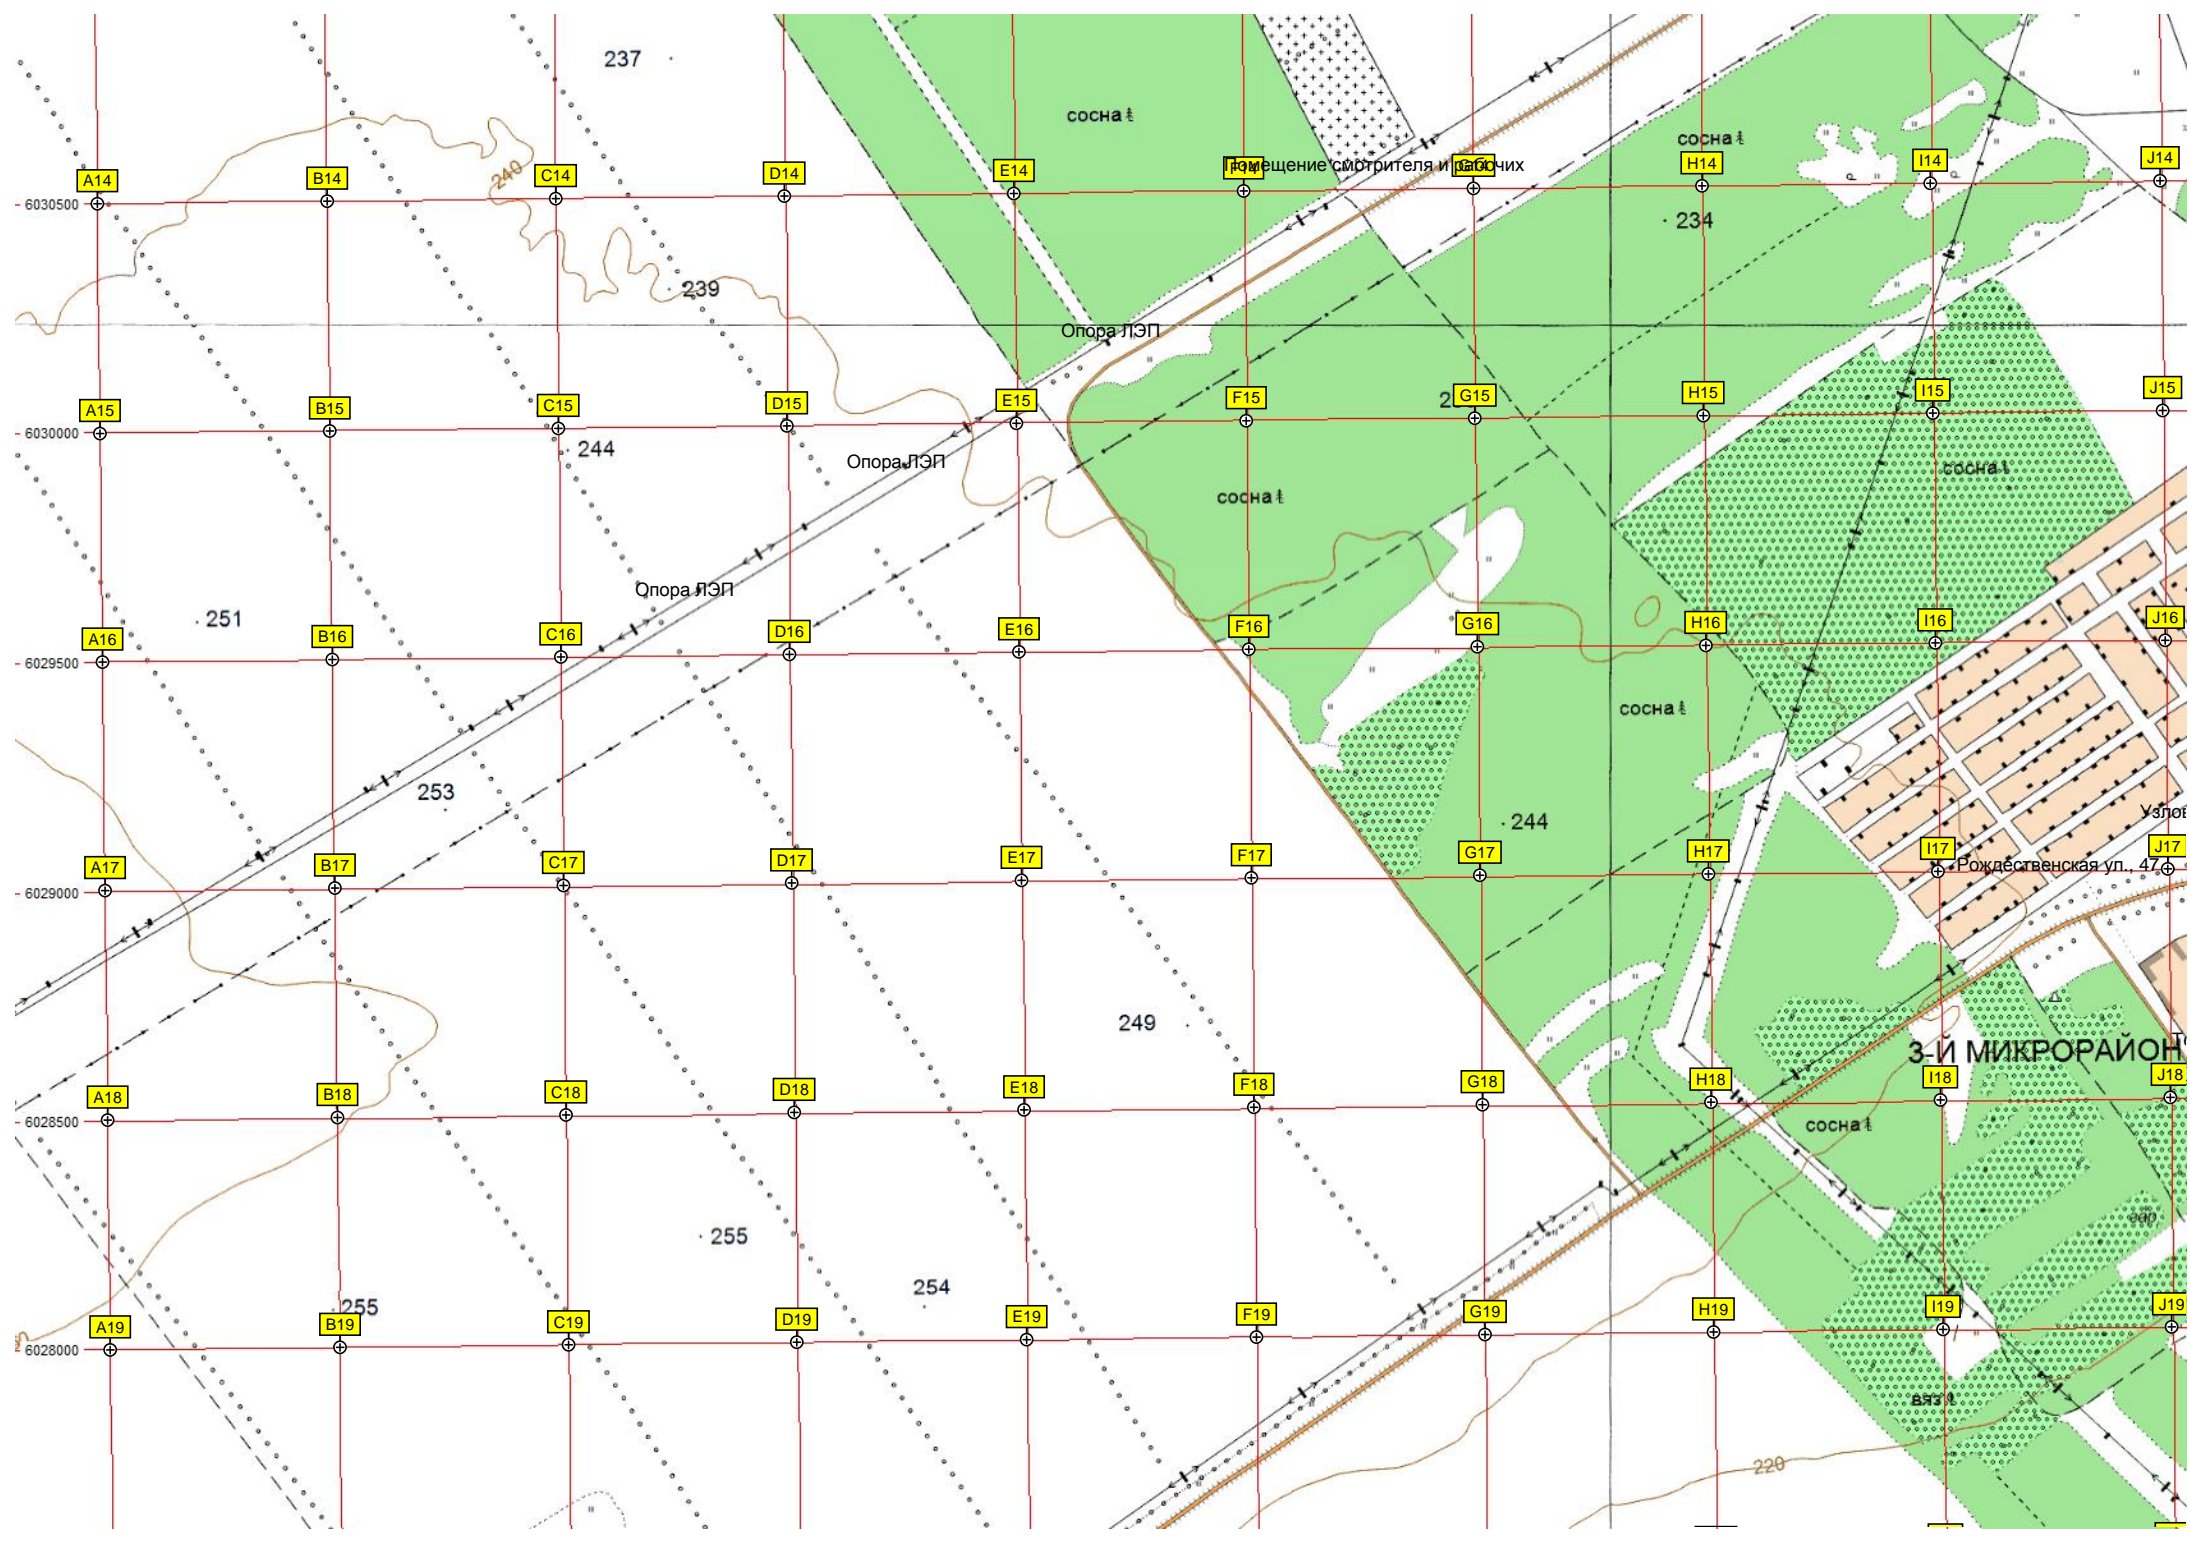 237
сосна
сосна
240
Помещение смотрителя и рабочих
A14
B14
C14
D14
E14
G14
H14
I14
J14
6030500
234
239
Опора ЛЭП
A15
B15
C15
D15
E15
F15
G15
H15
I15
J15
6030000
244
Опора ЛЭП
сосна
сосна
Опора ЛЭП
251
A16
B16
C16
D16
E16
F16
G16
H16
I16
J16
6029500
сосна
253
244
Узлов
A17
B17
C17
D17
E17
F17
G17
H17
I17
J17
Рождественская ул., 47
6029000
249
3-Й МИКРОРАЙОН
A18
B18
C18
D18
E18
F18
G18
H18
I18
J18
6028500
сосна
255
254
255
A19
B19
C19
D19
E19
F19
G19
H19
I19
J19
6028000
вяз
220